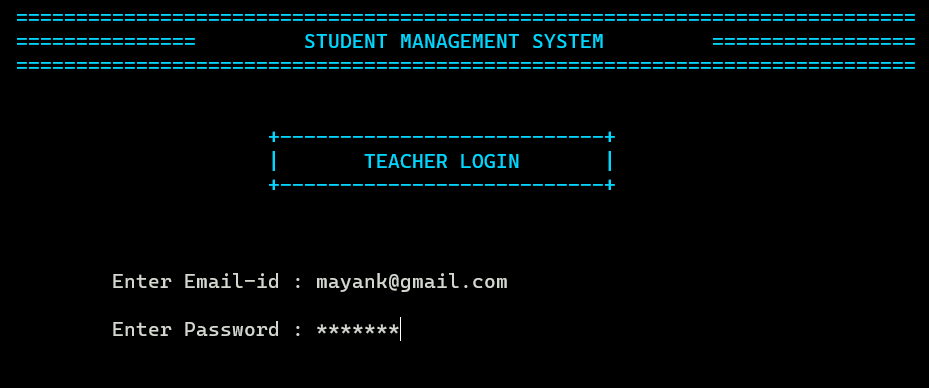 ===========================================================================
===============         STUDENT MANAGEMENT SYSTEM         =================
===========================================================================
+---------------------------+
|       TEACHER LOGIN       |
+---------------------------+
Enter Email-id : mayank@gmail.com
Enter Password : *******